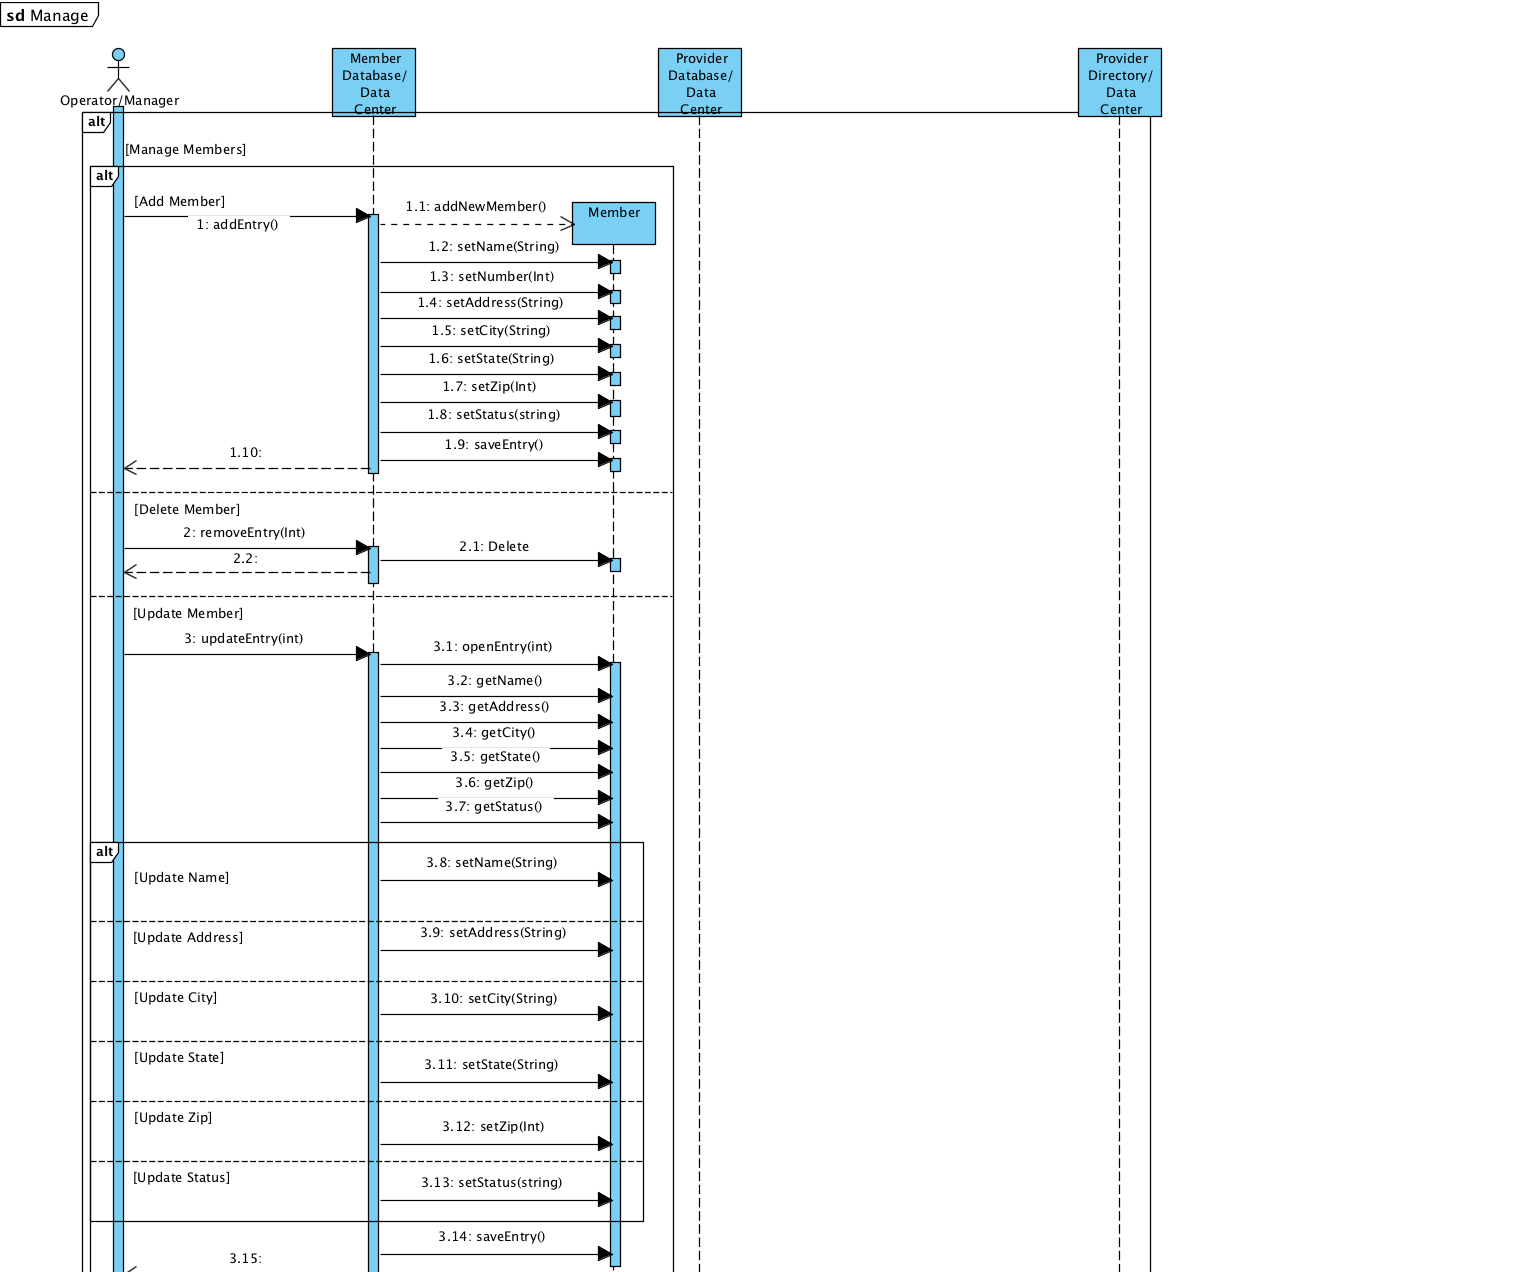 sd Manage
Operator/Manager
Member
Database/
Data
Center
Provider
Database/
Data
Center
Provider
Directory/
Data
Center
alt
[Manage Members]
alt
[Add Member]
1: addEntry()
1.1: addNewMember()
Member
1.2: setName(String)
1.3: setNumber(Int)
1.4: setAddress(String)
1.5: setCity(String)
1.6: setState(String)
1.7: setZip(Int)
1.8: setStatus(string)
1.9: saveEntry()
1.10:
[Delete Member]
2: removeEntry(Int)
2.1: Delete
2.2:
[Update Member]
3: updateEntry(int)
3.1: openEntry(int)
3.2: getName()
3.3: getAddress()
3.4: getCity()
3.5: getState()
3.6: getZip()
3.7: getStatus()
alt
3.8: setName(String)
[Update Name]
3.9: setAddress(String)
[Update Address]
[Update City]
3.10: setCity(String)
[Update State]
3.11: setState(String)
[Update Zip]
3.12: setZip(Int)
[Update Status]
3.13: setStatus(string)
3.14: saveEntry()
3.15: